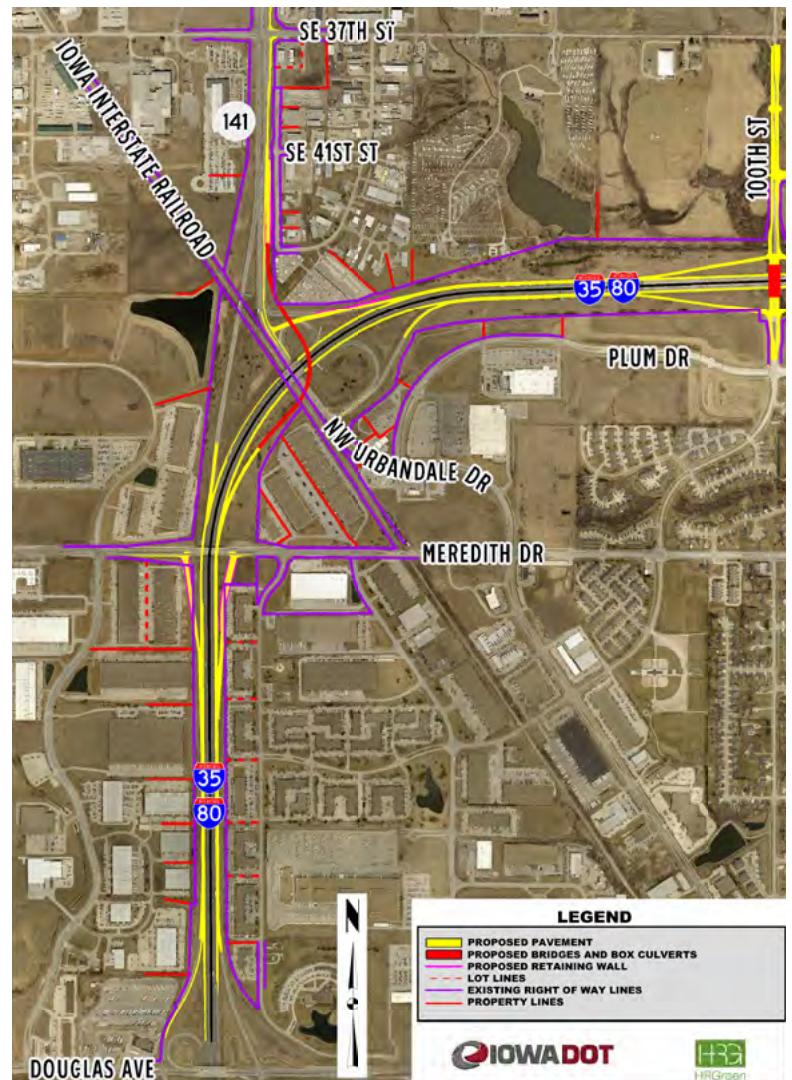 SE 37TH ST
IOWA INTERSTATE RAILROAD
141
SE 41ST ST
100TH ST
35 80
PLUM DR
NW URBANDALE DR
MEREDITH DR
35
80
N
DOUGLAS AVE
LEGEND
PROPOSED PAVEMENT
PROPOSED BRIDGES AND BOX CULVERTS
PROPOSED RETAINING WALL
LOT LINES
EXISTING RIGHT OF WAY LINES
PROPERTY LINES
IOWADOT
HRG
HRGreen